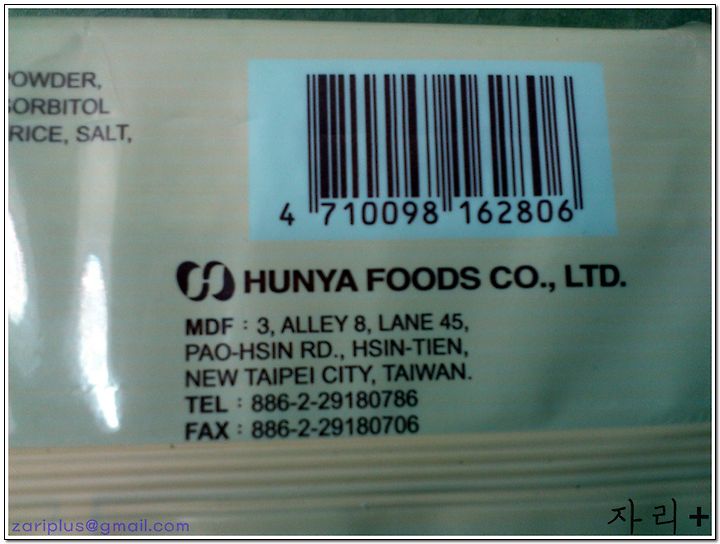 POWDER,
SORBITOL
RICE, SALT,
4 710098 162806
HUNYA FOODS CO., LTD.
MDF : 3, ALLEY 8, LANE 45,
PAO-HSIN RD., HSIN-TIEN,
NEW TAIPEI CITY, TAIWAN.
TEL : 886-2-29180786
FAX : 886-2-29180706
zariplus@gmail.com
자리+